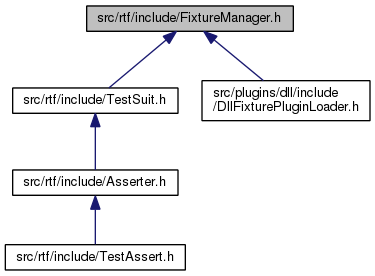 src/rtf/include/FixtureManager.h
src/rtf/include/TestSuit.h
src/plugins/dll/include
/DllFixturePluginLoader.h
src/rtf/include/Asserter.h
src/rtf/include/TestAssert.h